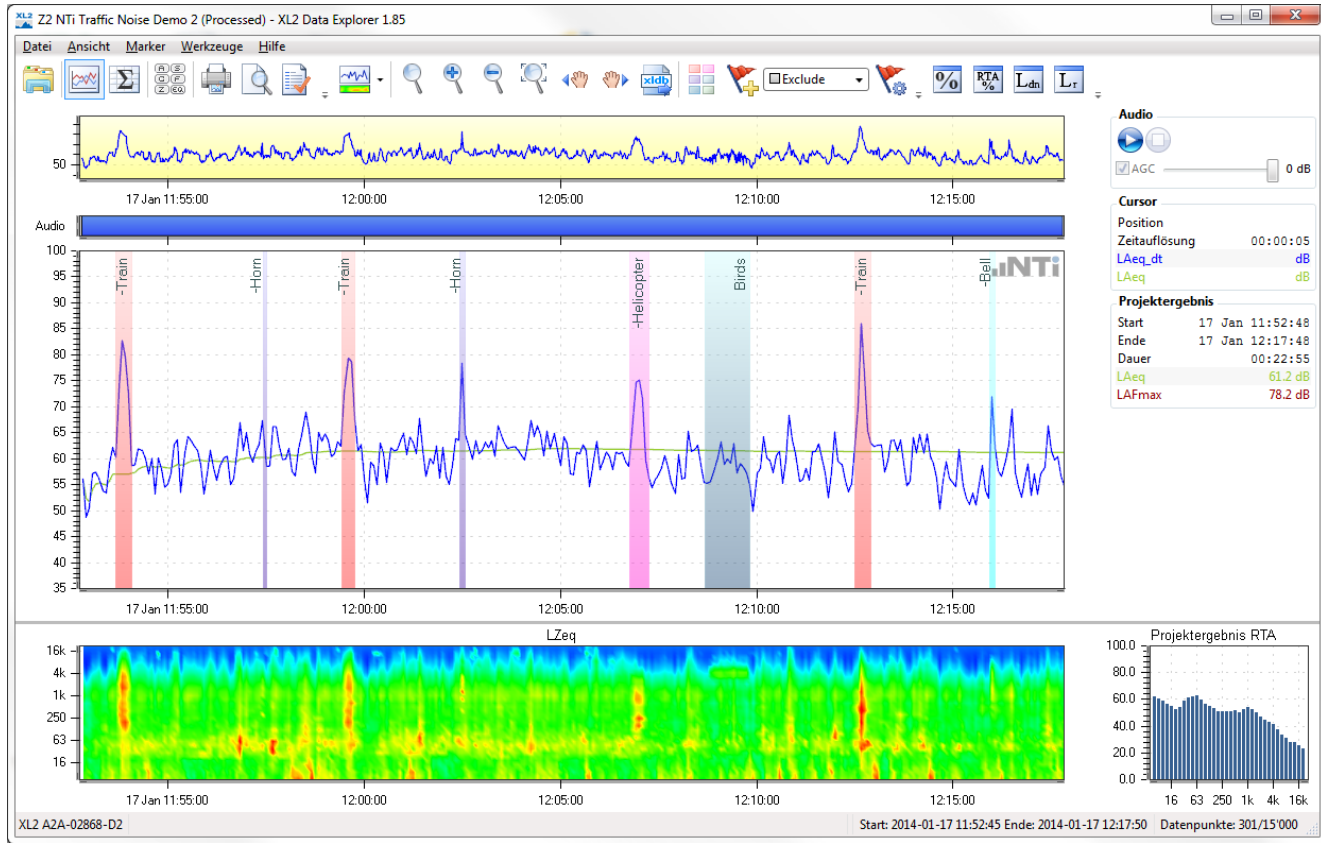 Z2 NTi Traffic Noise Demo 2 (Processed) - XL2 Data Explorer 1.85
Datei Ansicht Marker Werkzeuge Hilfe
Exclude
RTA
%
Ldn
Lr
50
17 Jan 11:55:00 12:00:00 12:05:00 12:10:00 12:15:00
Audio
100
95
90
85
80
75
70
65
60
55
50
45
40
35
-Train
-Horn
-Train
-Horn
-Helicopter
Birds
-Train
-Bell
NTi
17 Jan 11:55:00 12:00:00 12:05:00 12:10:00 12:15:00
Audio
AGC 0 dB
Cursor
Position
Zeitauflösung 00:00:05
LAeq_dt dB
LAeq dB
Projektergebnis
Start 17 Jan 11:52:48
Ende 17 Jan 12:17:48
Dauer 00:22:55
LAeq 61.2 dB
LAFmax 78.2 dB
LZeq
16k
4k
1k
250
63
16
17 Jan 11:55:00 12:00:00 12:05:00 12:10:00 12:15:00
Projektergebnis RTA
100.0
80.0
60.0
40.0
20.0
0.0
16 63 250 1k 4k 16k
XL2 A2A-02868-D2
Start: 2014-01-17 11:52:45 Ende: 2014-01-17 12:17:50 Datenpunkte: 301/15'000